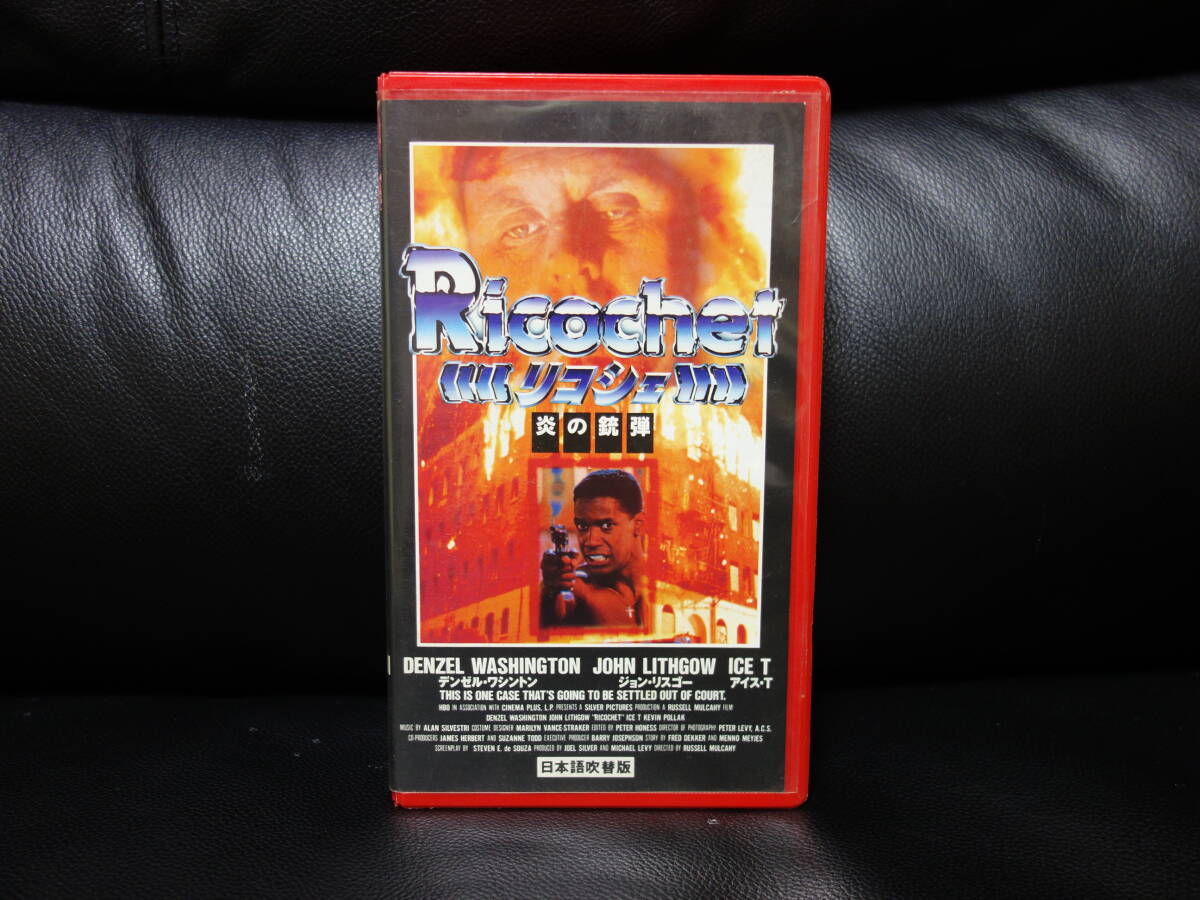 Ricochet
リコシェ
炎の銃弾
DENZEL WASHINGTON JOHN LITHGOW ICE T
デンゼル・ワシントン ジョン・リスゴー アイス・T
THIS IS ONE CASE THAT'S GOING TO BE SETTLED OUT OF COURT.
HBO IN ASSOCIATION WITH CINEMA PLUS, L.P. PRESENTS A SILVER PICTURES PRODUCTION A RUSSELL MULCAHY FILM
DENZEL WASHINGTON JOHN LITHGOW "RICOCHET" ICE T KEVIN POLLAK
MUSIC BY ALAN SILVESTRI COSTUME DESIGNER MARILYN VANCE-STRAKER EDITED BY PETER HONESS DIRECTOR OF PHOTOGRAPHY PETER LEVY, A.C.S.
CO-PRODUCERS JAMES HERBERT AND SUZANNE TODD EXECUTIVE PRODUCER BARRY JOSEPHSON STORY BY FRED DEKKER AND MENNO MEYJES
SCREENPLAY BY STEVEN E. de SOUZA PRODUCED BY JOEL SILVER AND MICHAEL LEVY DIRECTED BY RUSSELL MULCAHY
日本語吹替版